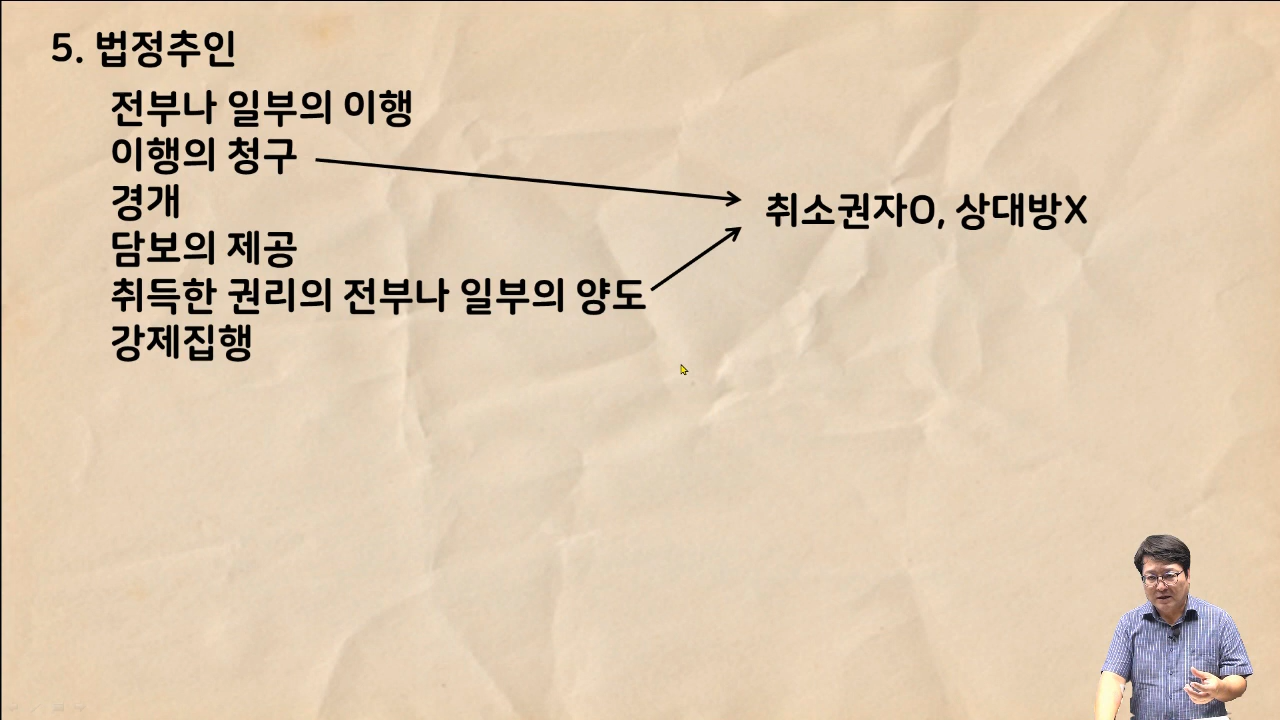 5. 법정추인
전부나 일부의 이행
이행의 청구
경개
담보의 제공
취득한 권리의 전부나 일부의 양도
강제집행
취소권자O, 상대방X